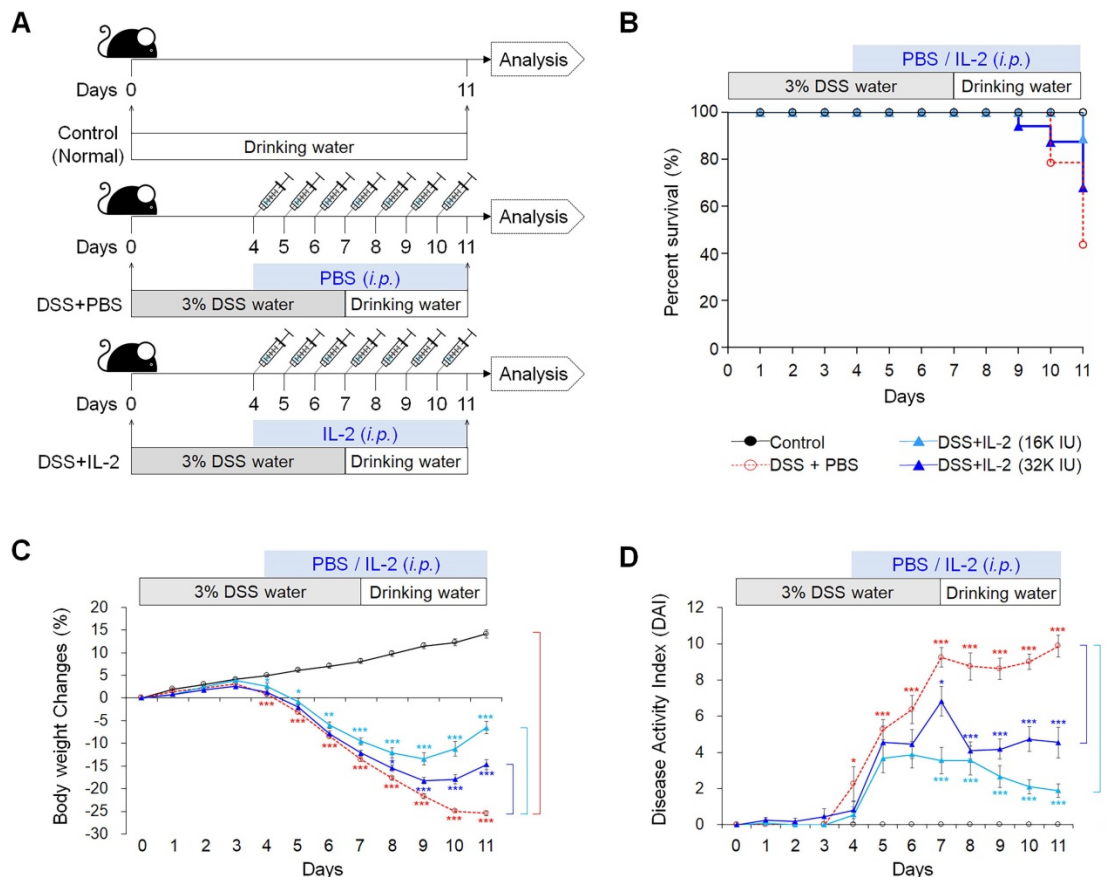 A
Analysis
Days 0 11
Control
(Normal)
Drinking water
Analysis
Days 0 4 5 6 7 8 9 10 11
PBS (i.p.)
DSS+PBS
3% DSS water Drinking water
Analysis
Days 0 4 5 6 7 8 9 10 11
IL-2 (i.p.)
DSS+IL-2
3% DSS water Drinking water
B
PBS / IL-2 (i.p.)
3% DSS water Drinking water
Percent survival (%)
100
80
60
40
20
0
1 2 3 4 5 6 7 8 9 10 11
Days
Control
DSS + PBS
DSS+IL-2 (16K IU)
DSS+IL-2 (32K IU)
C
PBS / IL-2 (i.p.)
3% DSS water Drinking water
Body weight Changes (%)
20
15
10
5
0
-5
-10
-15
-20
-25
-30
* * ** *** *** *** *** ***
* *** *** ***
*** *** *** *** *** *** *** ***
0 1 2 3 4 5 6 7 8 9 10 11
Days
D
PBS / IL-2 (i.p.)
3% DSS water Drinking water
Disease Activity Index (DAI)
12
10
8
6
4
2
0
* *** *** *** *** *** *** ***
* *** *** *** ***
*** *** *** *** ***
0 1 2 3 4 5 6 7 8 9 10 11
Days